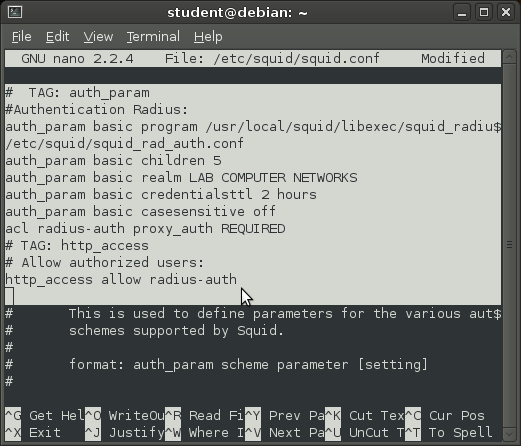 student@debian: ~
File Edit View Terminal Help
GNU nano 2.2.4 File: /etc/squid/squid.conf Modified
# TAG: auth_param
#Authentication Radius:
auth_param basic program /usr/local/squid/libexec/squid_radiu$
/etc/squid/squid_rad_auth.conf
auth_param basic children 5
auth_param basic realm LAB COMPUTER NETWORKS
auth_param basic credentialsttl 2 hours
auth_param basic casesensitive off
acl radius-auth proxy_auth REQUIRED
# TAG: http_access
# Allow authorized users:
http_access allow radius-auth
# This is used to define parameters for the various aut$
# schemes supported by Squid.
#
# format: auth_param scheme parameter [setting]
#
^G Get Hel^O WriteOu^R Read Fi^Y Prev Pa^K Cut Tex^C Cur Pos
^X Exit ^J Justify^W Where I^V Next Pa^U UnCut T^T To Spell